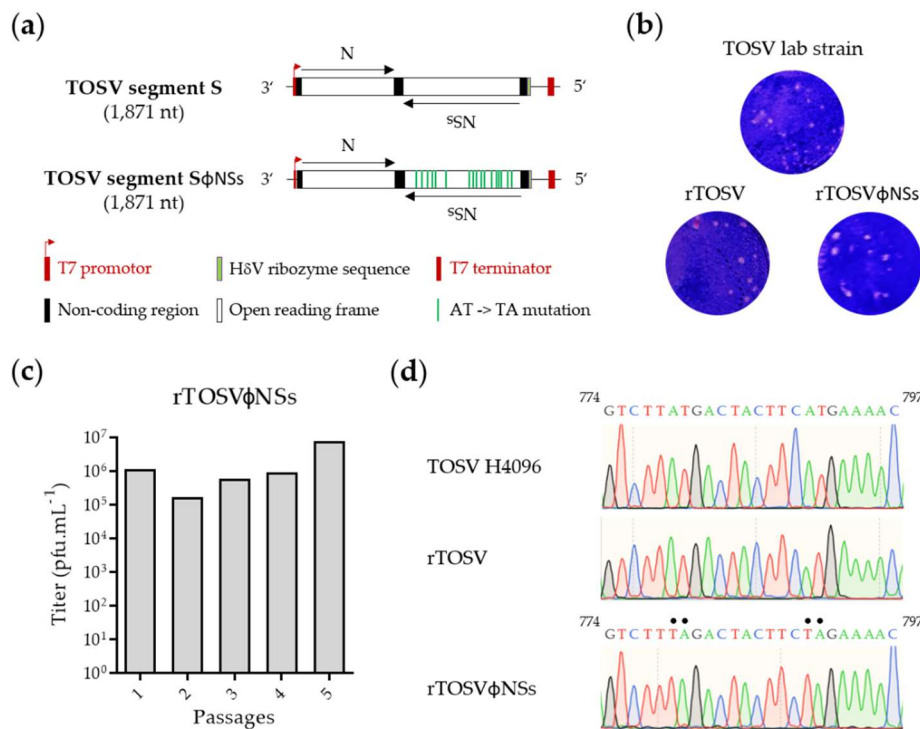 (a)
N
TOSV segment S
(1,871 nt)
3′
5′
NSs
N
TOSV segment SϕNSs
(1,871 nt)
3′
5′
NSs
T7 promotor
HδV ribozyme sequence
T7 terminator
Non-coding region
Open reading frame
AT -> TA mutation
(b)
TOSV lab strain
rTOSV
rTOSVϕNSs
(c)
rTOSVϕNSs
Titer (pfu.mL⁻¹)
10⁷
10⁶
10⁵
10⁴
10³
10²
10¹
10⁰
1 2 3 4 5
Passages
(d)
774 797
GTCTTATGACTACTTCATGAAAAC
TOSV H4096
rTOSV
774 797
GTCTTTAGACTACTTCTAGAAAAC
rTOSVϕNSs